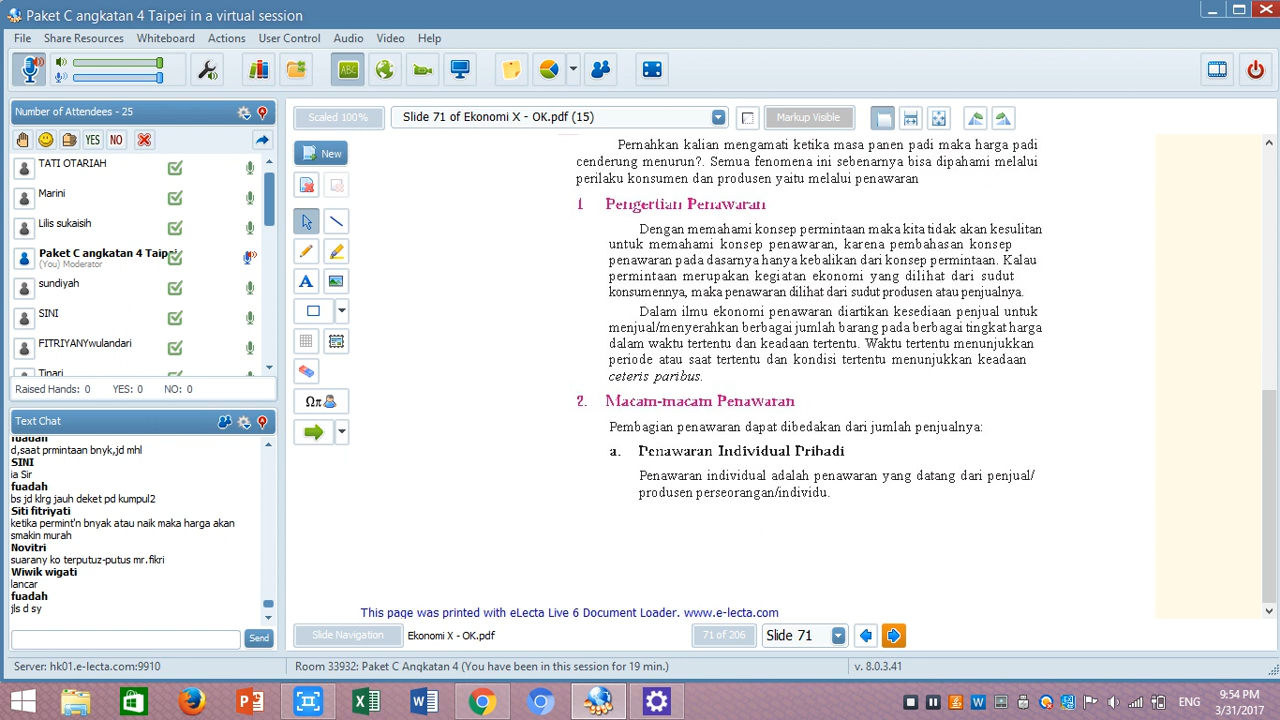 Paket C angkatan 4 Taipei in a virtual session
File Share Resources Whiteboard Actions User Control Audio Video Help
ABC
Number of Attendees - 25
YES NO
TATI OTARIAH
Marini
Lilis sukaisih
Paket C angkatan 4 Taipei
(You) Moderator
sundiyah
SINI
FITRIYANYwulandari
Tinari
Raised Hands: 0 YES: 0 NO: 0
Text Chat
fuadah
d,saat prmintaan bnyk,jd mhl
SINI
ia Sir
fuadah
bs jd klrg jauh deket pd kumpul2
Siti fitriyati
ketika permint'n bnyak atau naik maka harga akan
smakin murah
Novitri
suarany ko terputuz-putus mr.fikri
Wiwik wigati
lancar
fuadah
jls d sy
Send
Scaled 100%
Slide 71 of Ekonomi X - OK.pdf (15)
Markup Visible
New
A
Ωπ
Pernahkan kalian mengamati ketika masa panen padi maka harga padi
cenderung menurun?. Semua fenomena ini sebenarnya bisa dipahami melalui
perilaku konsumen dan produsen yaitu melalui penawaran
1 Pengertian Penawaran
Dengan memahami konsep permintaan maka kita tidak akan kesulitan
untuk memahami konsep penawaran, karena pembahasan konsep
penawaran pada dasarnya hanya kebalikan dari konsep permintaan. Kalau
permintaan merupakan kegiatan ekonomi yang dilihat dari sudut
konsumennya, maka penawaran dilihat dari sudut produsen atau penjualnya.
Dalam ilmu ekonomi penawaran diartikan kesediaan penjual untuk
menjual/menyerahkan berbagai jumlah barang pada berbagai tingkat harga
dalam waktu tertentu dan keadaan tertentu. Waktu tertentu menunjukkan
periode atau saat tertentu dan kondisi tertentu menunjukkan keadaan
ceteris paribus.
2. Macam-macam Penawaran
Pembagian penawaran dapat dibedakan dari jumlah penjualnya:
a. Penawaran Individual Pribadi
Penawaran individual adalah penawaran yang datang dari penjual/
produsen perseorangan/individu.
This page was printed with eLecta Live 6 Document Loader. www.e-lecta.com
Slide Navigation Ekonomi X - OK.pdf 71 of 206 Slide 71
Server: hk01.e-lecta.com:9910 Room 33932: Paket C Angkatan 4 (You have been in this session for 19 min.) v. 8.0.3.41
ENG
9:54 PM
3/31/2017